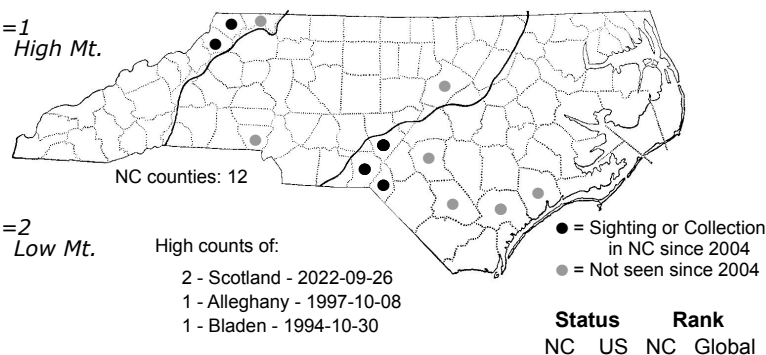 =1
High Mt.
NC counties: 12
=2
Low Mt.
High counts of:
2 - Scotland - 2022-09-26
1 - Alleghany - 1997-10-08
1 - Bladen - 1994-10-30
● = Sighting or Collection
in NC since 2004
● = Not seen since 2004
Status Rank
NC US NC Global